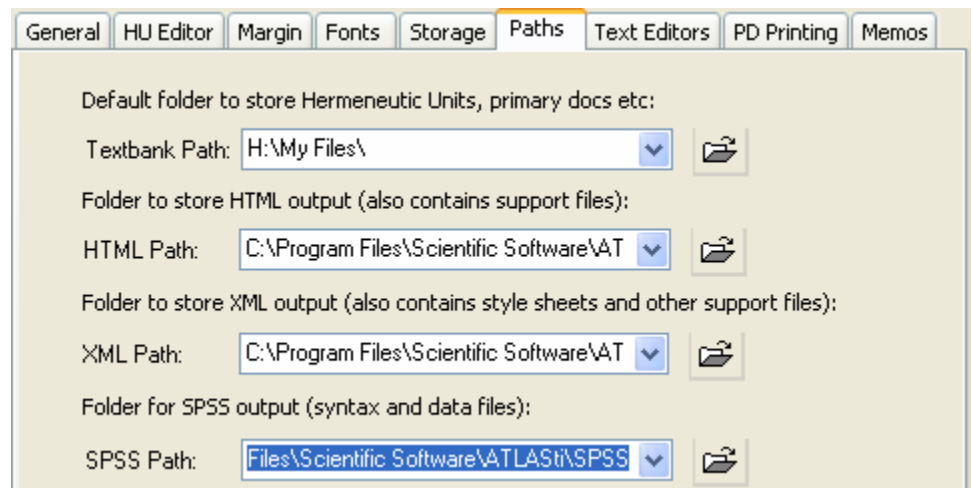 General HU Editor Margin Fonts Storage Paths Text Editors PD Printing Memos
Default folder to store Hermeneutic Units, primary docs etc:
Textbank Path: H:\My Files\
Folder to store HTML output (also contains support files):
HTML Path: C:\Program Files\Scientific Software\AT
Folder to store XML output (also contains style sheets and other support files):
XML Path: C:\Program Files\Scientific Software\AT
Folder for SPSS output (syntax and data files):
SPSS Path: Files\Scientific Software\ATLASti\SPSS